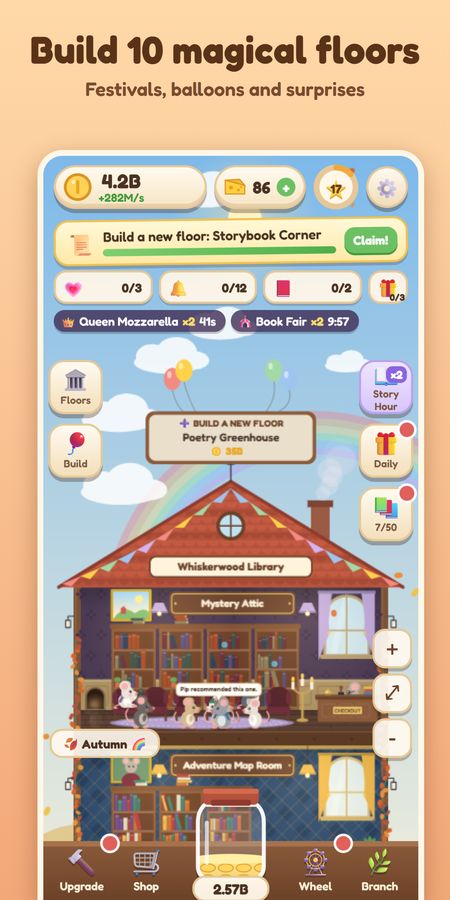 Build 10 magical floors
Festivals, balloons and surprises
4.2B
+282M/s
86
17
Build a new floor: Storybook Corner
Claim!
0/3
0/12
0/2
0/3
Queen Mozzarella x2 41s
Book Fair x2 9:57
Floors
x2
Story
Hour
BUILD A NEW FLOOR
Poetry Greenhouse
35B
Build
Daily
7/50
Whiskerwood Library
Mystery Attic
Pip recommended this one.
CHECKOUT
Autumn
Adventure Map Room
Upgrade
Shop
2.57B
Wheel
Branch